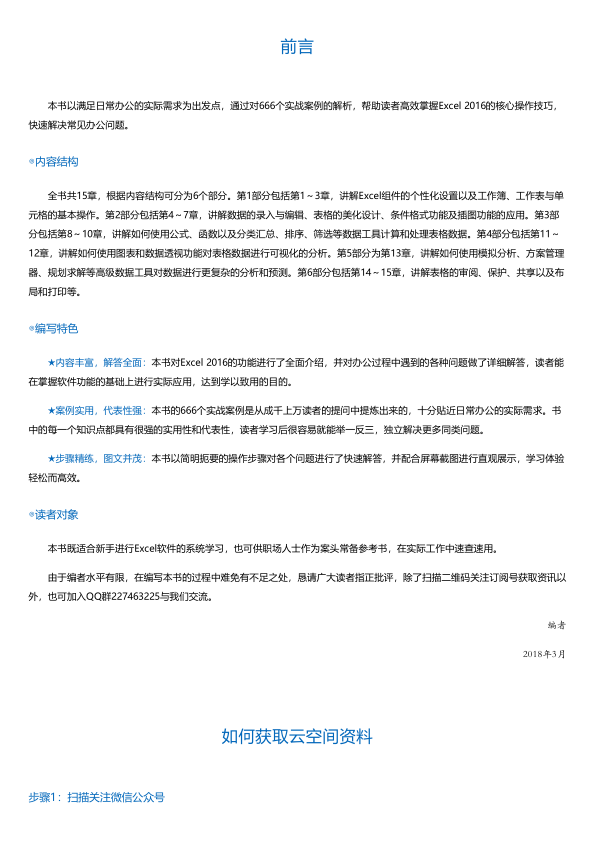 前言
本书以满足日常办公的实际需求为出发点，通过对666个实战案例的解析，帮助读者高效掌握Excel 2016的核心操作技巧，
快速解决常见办公问题。
◎内容结构
全书共15章，根据内容结构可分为6个部分。第1部分包括第1～3章，讲解Excel组件的个性化设置以及工作簿、工作表与单
元格的基本操作。第2部分包括第4～7章，讲解数据的录入与编辑、表格的美化设计、条件格式功能及插图功能的应用。第3部
分包括第8～10章，讲解如何使用公式、函数以及分类汇总、排序、筛选等数据工具计算和处理表格数据。第4部分包括第11～
12章，讲解如何使用图表和数据透视功能对表格数据进行可视化的分析。第5部分为第13章，讲解如何使用模拟分析、方案管理
器、规划求解等高级数据工具对数据进行更复杂的分析和预测。第6部分包括第14～15章，讲解表格的审阅、保护、共享以及布
局和打印等。
◎编写特色
★内容丰富，解答全面：本书对Excel 2016的功能进行了全面介绍，并对办公过程中遇到的各种问题做了详细解答，读者能
在掌握软件功能的基础上进行实际应用，达到学以致用的目的。
★案例实用，代表性强：本书的666个实战案例是从成千上万读者的提问中提炼出来的，十分贴近日常办公的实际需求。书
中的每一个知识点都具有很强的实用性和代表性，读者学习后很容易就能举一反三，独立解决更多同类问题。
★步骤精练，图文并茂：本书以简明扼要的操作步骤对各个问题进行了快速解答，并配合屏幕截图进行直观展示，学习体验
轻松而高效。
◎读者对象
本书既适合新手进行Excel软件的系统学习，也可供职场人士作为案头常备参考书，在实际工作中速查速用。
由于编者水平有限，在编写本书的过程中难免有不足之处，恳请广大读者指正批评，除了扫描二维码关注订阅号获取资讯以
外，也可加入QQ群227463225与我们交流。
编者
2018年3月
如何获取云空间资料
步骤1：扫描关注微信公众号